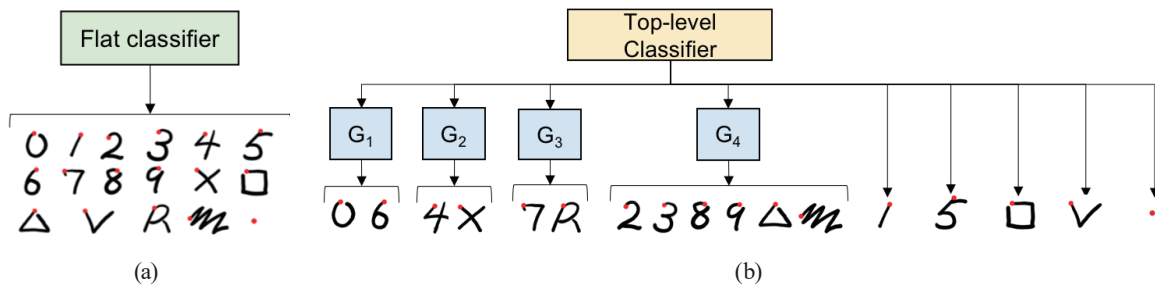 Flat classifier
0 1 2 3 4 5
6 7 8 9 X □
△ V R
(a)
Top-level
Classifier
G₁ G₂ G₃ G₄
0 6 4 X 7 R 2 3 8 9 △ 1 5 □ V
(b)